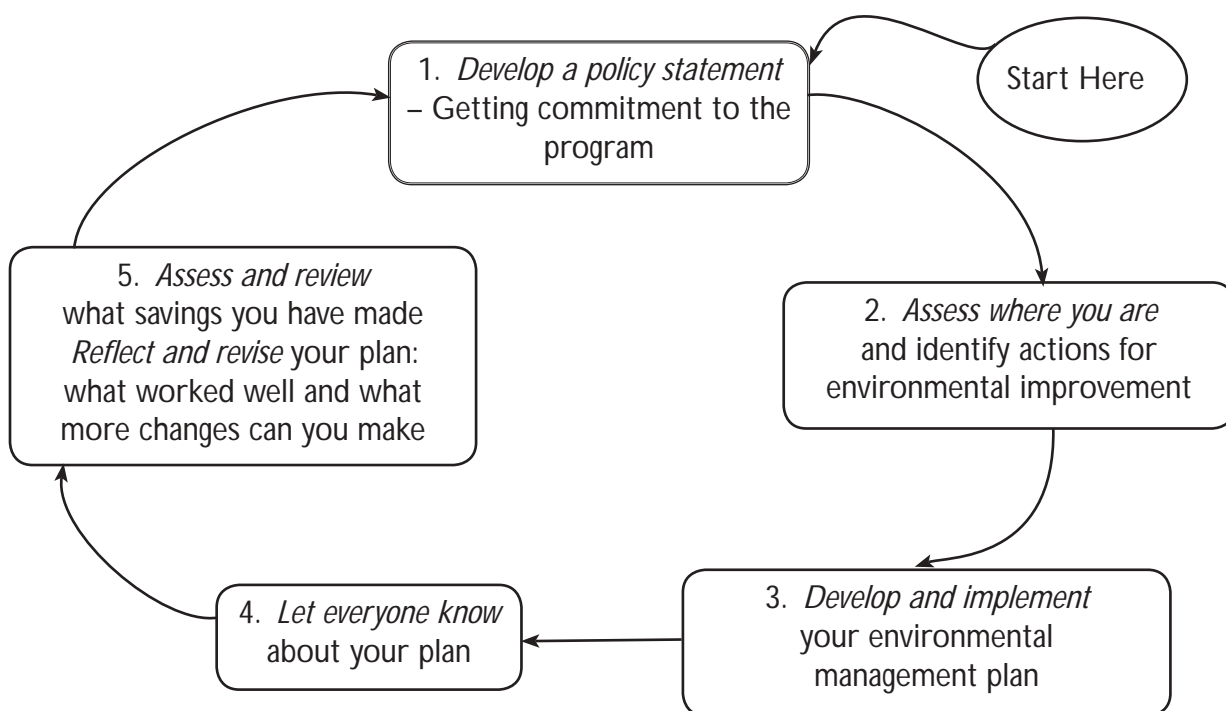 Start Here
1. Develop a policy statement
– Getting commitment to the
program
2. Assess where you are
and identify actions for
environmental improvement
3. Develop and implement
your environmental
management plan
4. Let everyone know
about your plan
5. Assess and review
what savings you have made
Reflect and revise your plan:
what worked well and what
more changes can you make